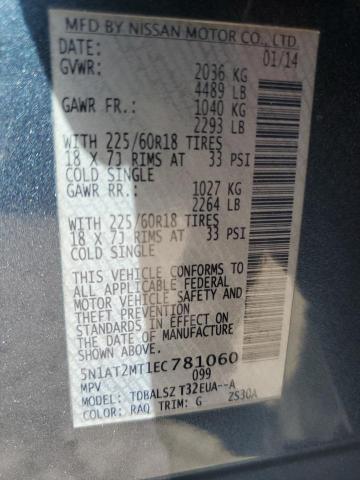 MFD BY NISSAN MOTOR CO., LTD.
DATE: 01/14
GVWR: 2036 KG
4489 LB
GAWR FR.: 1040 KG
2293 LB
WITH 225/60R18 TIRES
18 X 7J RIMS AT 33 PSI
COLD SINGLE
GAWR RR.: 1027 KG
2264 LB
WITH 225/60R18 TIRES
18 X 7J RIMS AT 33 PSI
COLD SINGLE
THIS VEHICLE CONFORMS TO
ALL APPLICABLE FEDERAL
MOTOR VEHICLE SAFETY AND
THEFT PREVENTION
STANDARDS IN EFFECT ON
THE DATE OF MANUFACTURE
5N1AT2MT1EC781060
MPV 099
MODEL: TDBALSZ T32EUA--A
COLOR: RAQ TRIM: G ZS30A